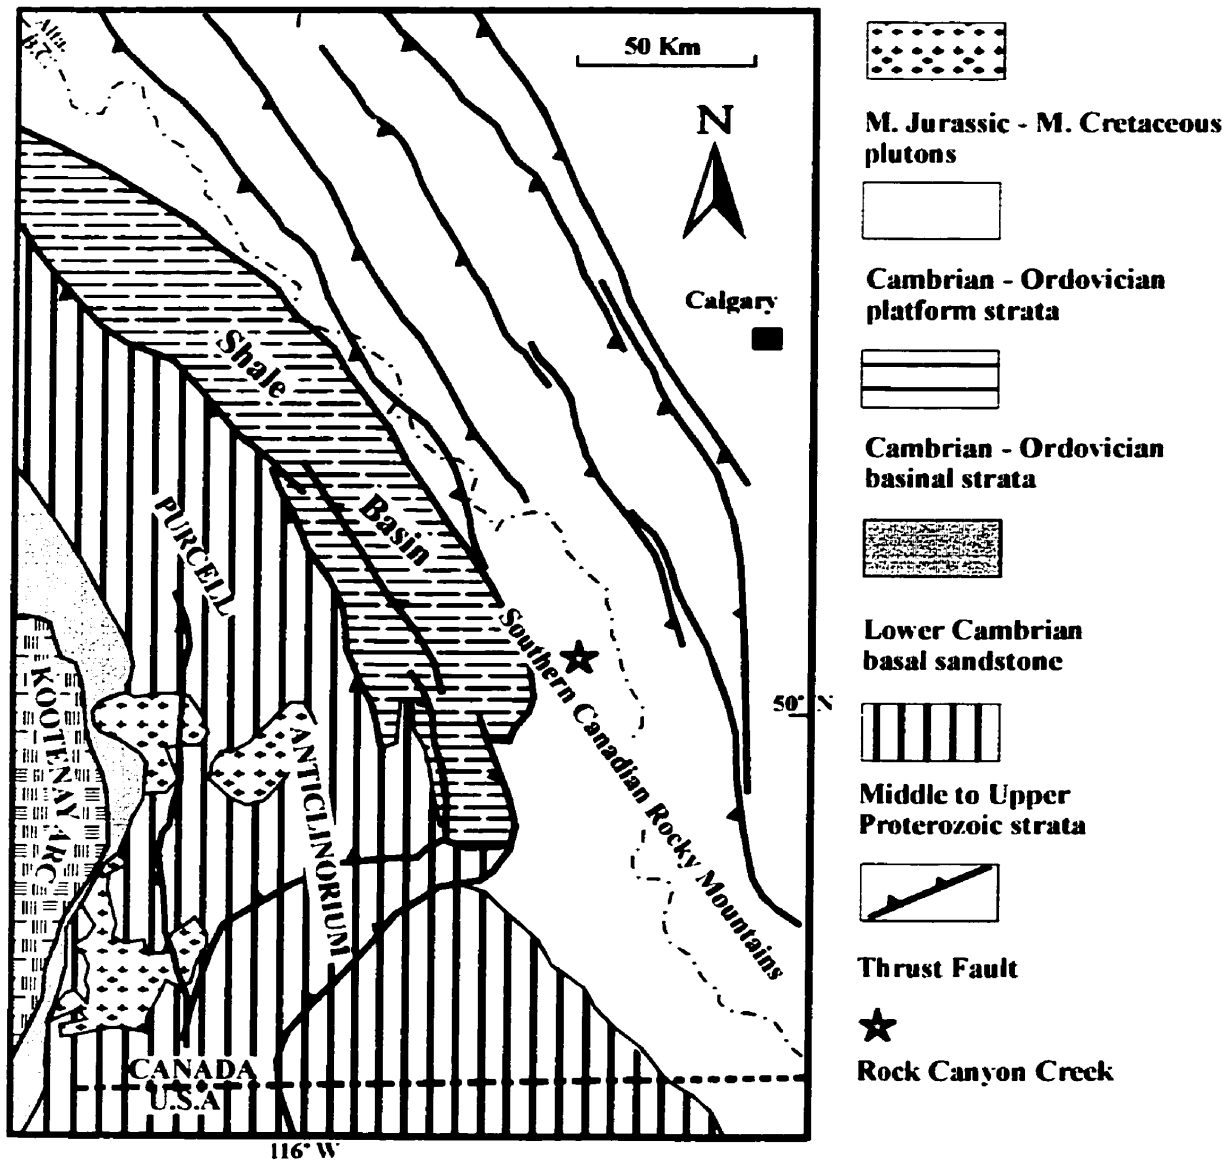 Alta.
B.C.
50 Km
N
Calgary
Shale
Basin
PURCELL
ANTICLINORIUM
KOOTENAY ARC
Southern Canadian Rocky Mountains
50° N
CANADA
U.S.A
116° W
M. Jurassic - M. Cretaceous
plutons
Cambrian - Ordovician
platform strata
Cambrian - Ordovician
basinal strata
Lower Cambrian
basal sandstone
Middle to Upper
Proterozoic strata
Thrust Fault
Rock Canyon Creek